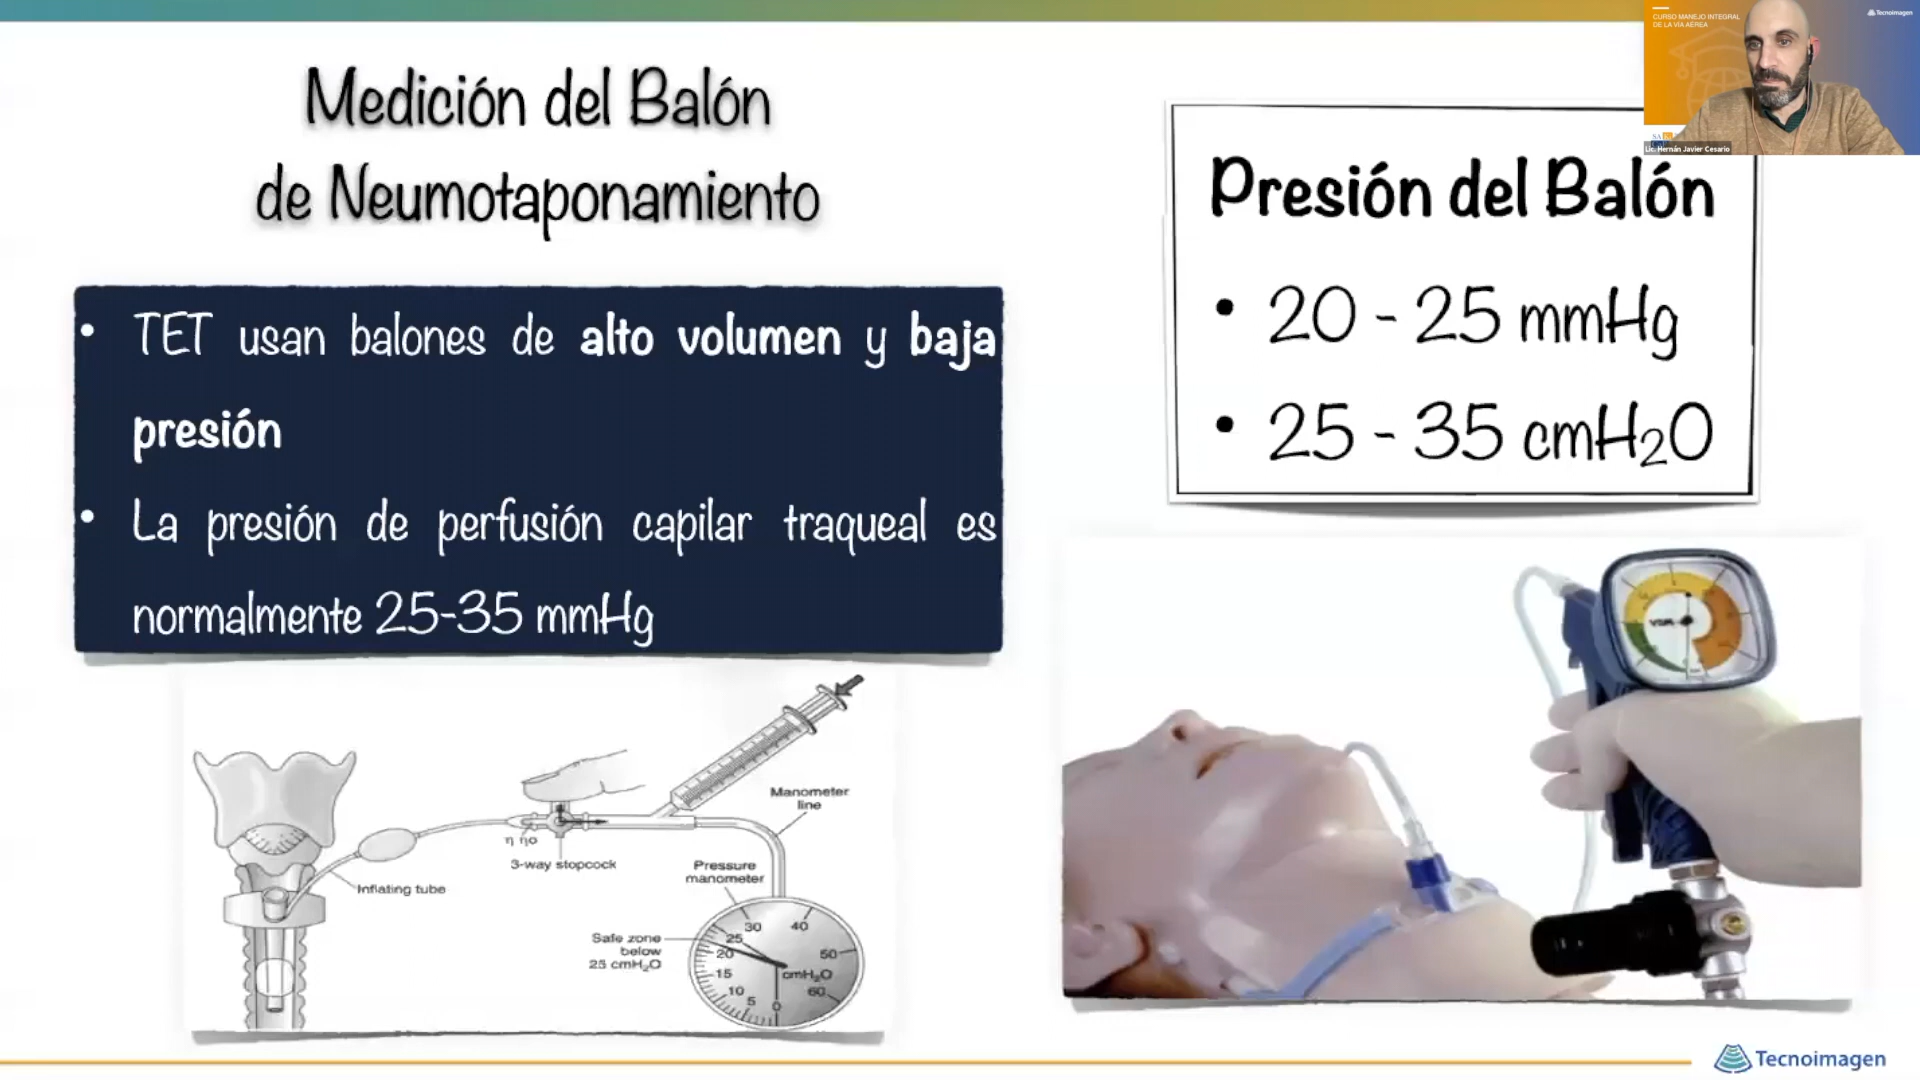 Medición del Balón
de Neumotaponamiento
• TET usan balones de alto volumen y baja
presión
• La presión de perfusión capilar traqueal es
normalmente 25-35 mmHg
Presión del Balón
• 20 - 25 mmHg
• 25 - 35 cmH₂O
CURSO MANEJO INTEGRAL
DE LA VÍA AÉREA
Tecnoimagen
Lic. Hernán Javier Cesario
Manometer
line
3-way stopcock
Pressure
manometer
Inflating tube
Safe zone
below
25 cmH₂O
30
40
25
20
50
15
cmH₂O
10
60
5
0
Tecnoimagen